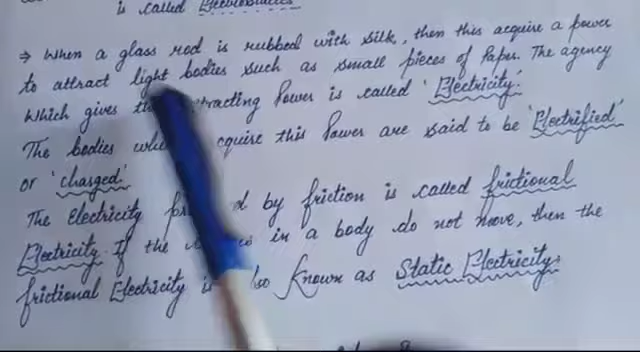 is called Electrostatics
⇒ When a glass rod is rubbed with silk, then this acquire a power
to attract light bodies such as small pieces of Paper. The agency
Which gives attracting Power is called 'Electricity'.
The bodies acquire this Power are said to be 'Electrified'
or 'charged'
The Electricity by friction is called frictional
Electricity. If the in a body do not move, then the
frictional Electricity is also Known as Static Electricity.